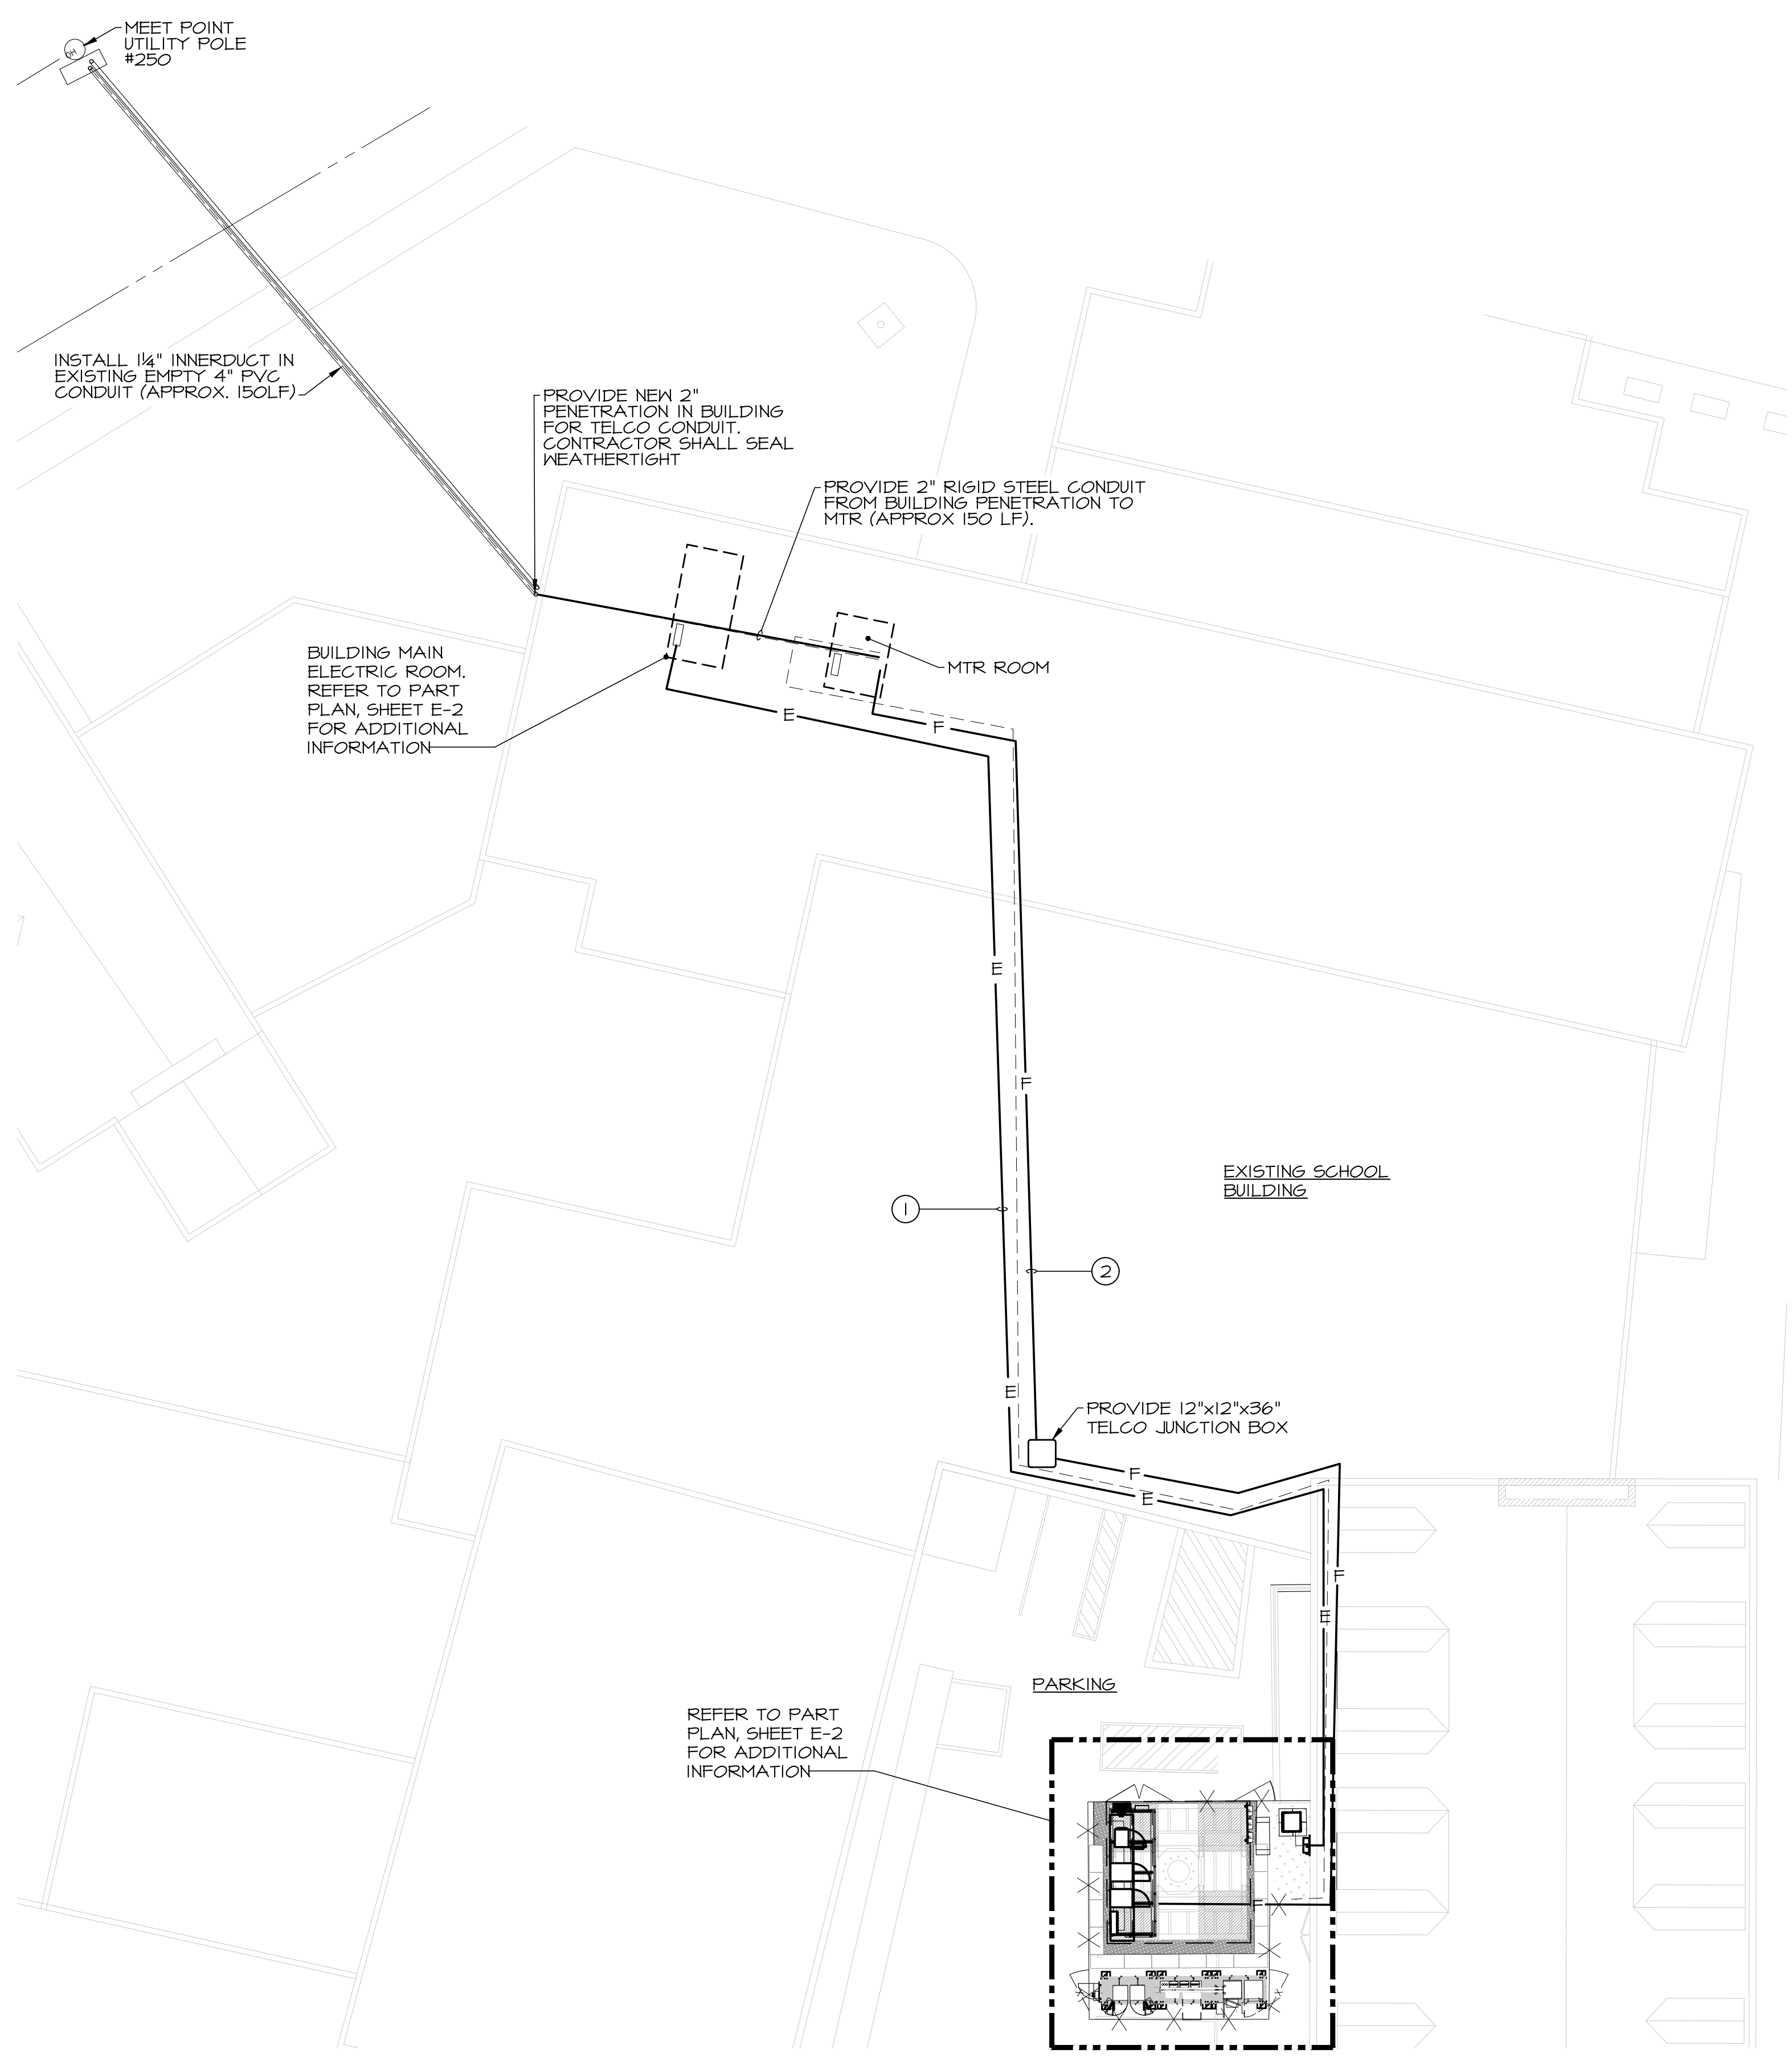 MEET POINT
UTILITY POLE
#250
OH
INSTALL 1¼" INNERDUCT IN
EXISTING EMPTY 4" PVC
CONDUIT (APPROX. 150LF)
PROVIDE NEW 2"
PENETRATION IN BUILDING
FOR TELCO CONDUIT.
CONTRACTOR SHALL SEAL
WEATHERTIGHT
PROVIDE 2" RIGID STEEL CONDUIT
FROM BUILDING PENETRATION TO
MTR (APPROX 150 LF).
BUILDING MAIN
ELECTRIC ROOM.
REFER TO PART
PLAN, SHEET E-2
FOR ADDITIONAL
INFORMATION
MTR ROOM
E
F
E
F
EXISTING SCHOOL
BUILDING
1
2
E
PROVIDE 12"x12"x36"
TELCO JUNCTION BOX
F
E
F
E
PARKING
REFER TO PART
PLAN, SHEET E-2
FOR ADDITIONAL
INFORMATION
F